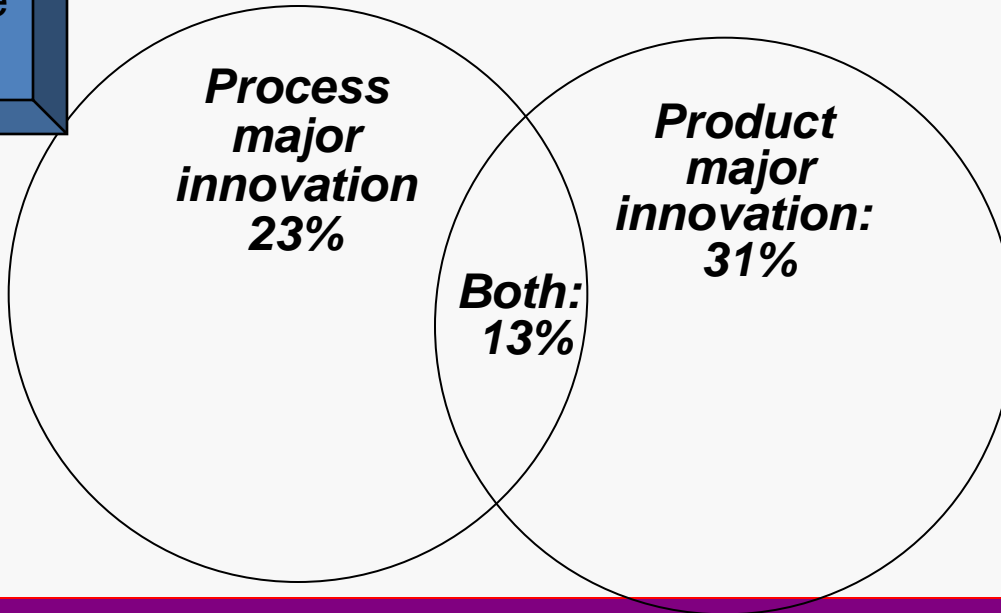 Process
major
innovation
23%
Product
major
innovation:
31%
Both:
13%